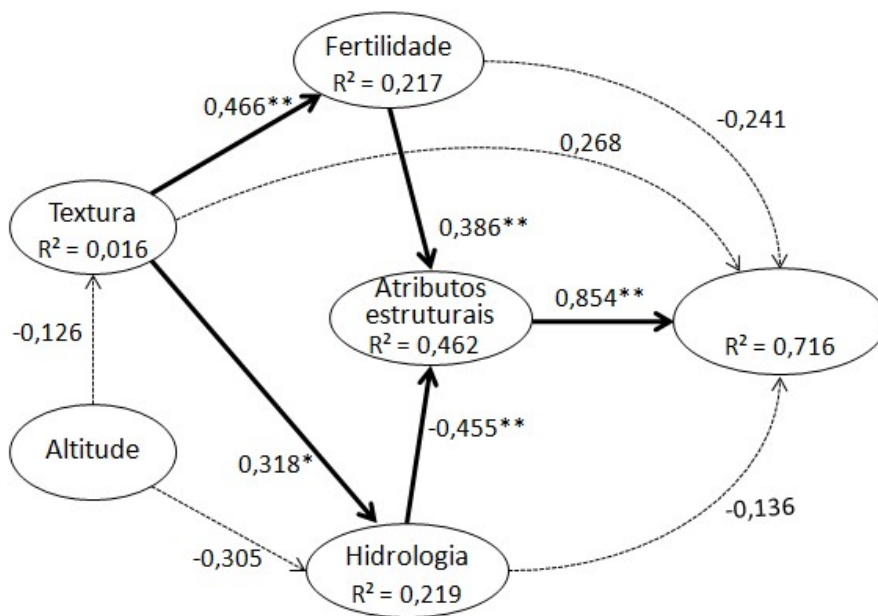 Fertilidade
R² = 0,217
0,466**
-0,241
0,268
Textura
R² = 0,016
0,386**
Atributos
estruturais
R² = 0,462
0,854**
R² = 0,716
-0,126
Altitude
-0,455**
0,318*
-0,136
-0,305
Hidrologia
R² = 0,219